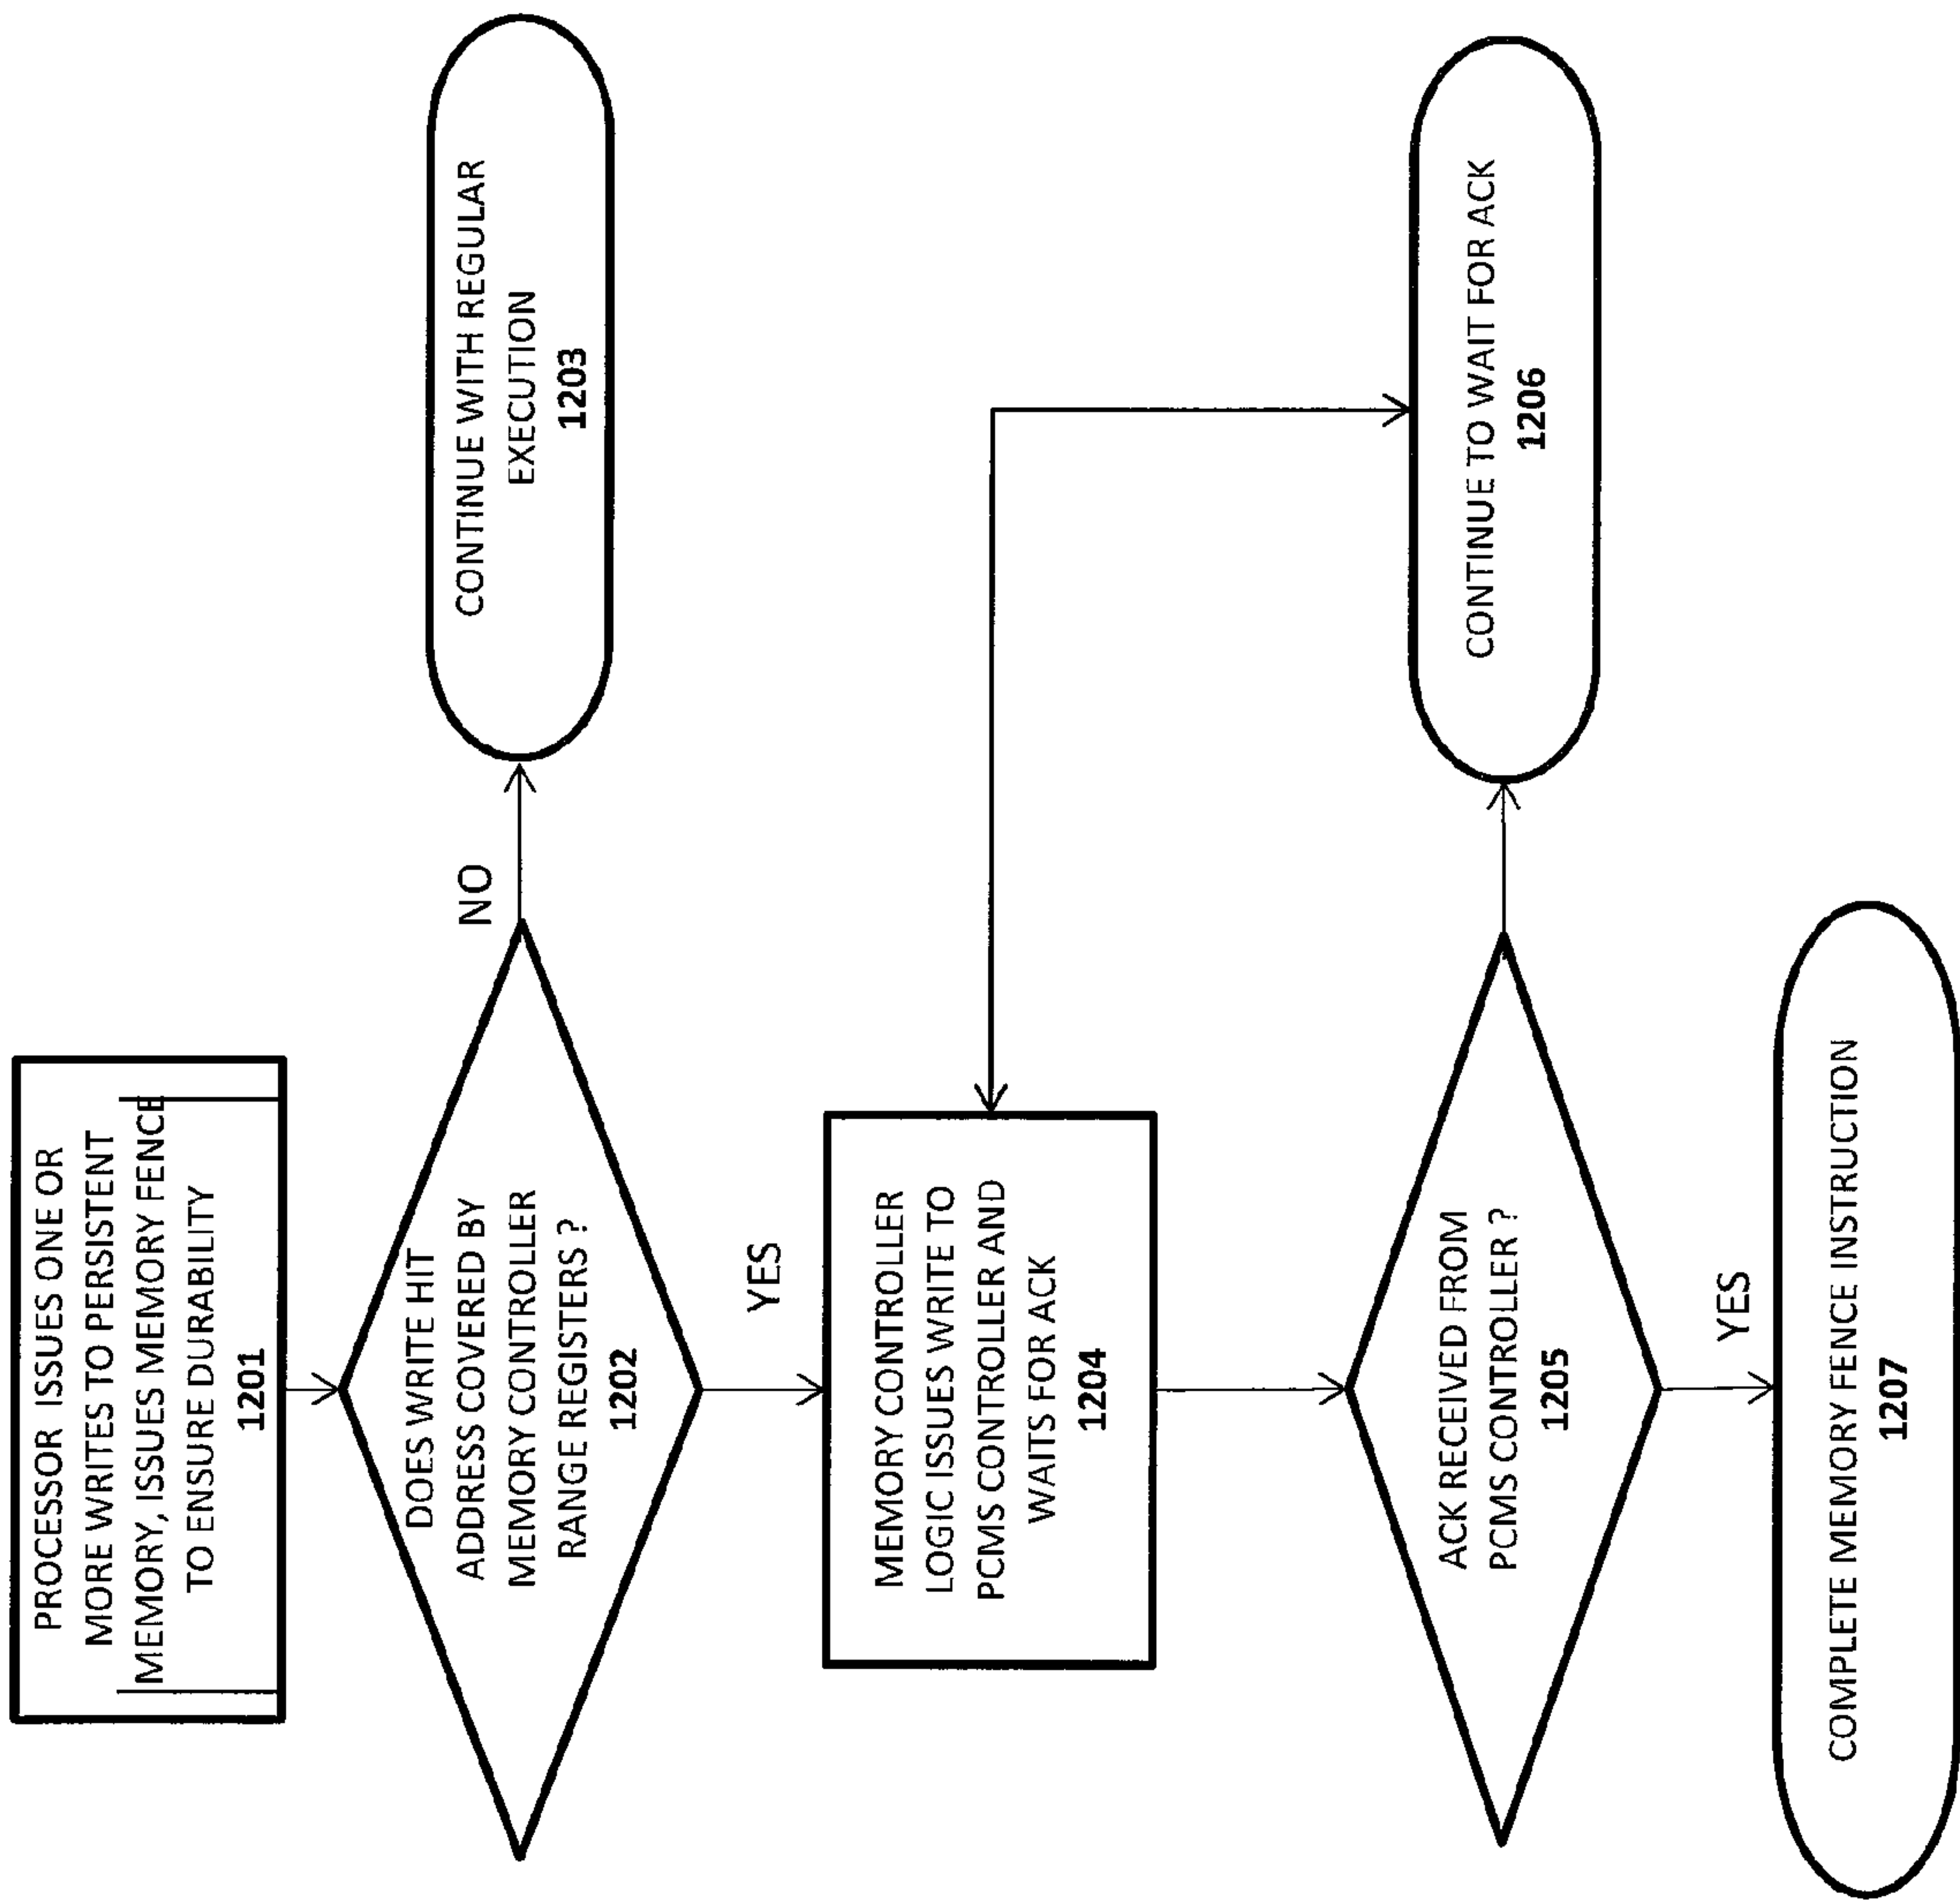 PROCESSOR ISSUES ONE OR
MORE WRITES TO PERSISTENT
MEMORY, ISSUES MEMORY FENCE
TO ENSURE DURABILITY
1201
DOES WRITE HIT
ADDRESS COVERED BY
MEMORY CONTROLLER
RANGE REGISTERS ?
1202
NO
CONTINUE WITH REGULAR
EXECUTION
1203
YES
MEMORY CONTROLLER
LOGIC ISSUES WRITE TO
PCMS CONTROLLER AND
WAITS FOR ACK
1204
ACK RECEIVED FROM
PCMS CONTROLLER ?
1205
CONTINUE TO WAIT FOR ACK
1206
YES
COMPLETE MEMORY FENCE INSTRUCTION
1207